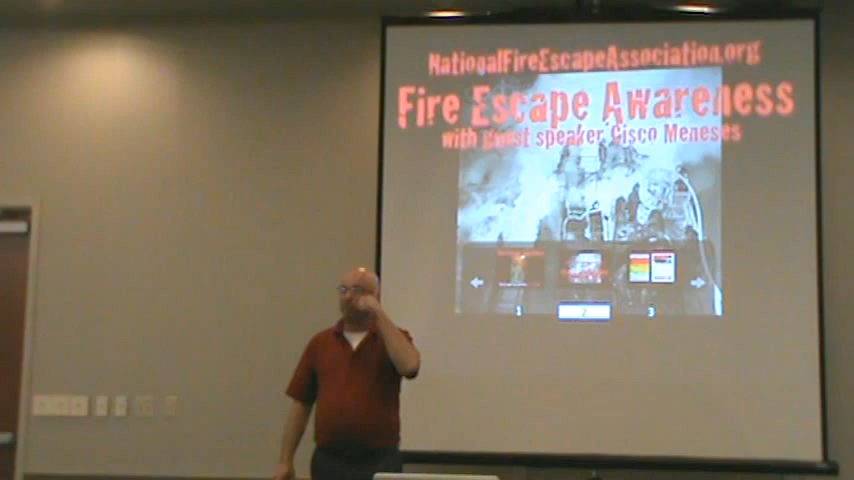 NationalFireEscapeAssociation.org
Fire Escape Awareness
with guest speaker Cisco Meneses
1 2 3